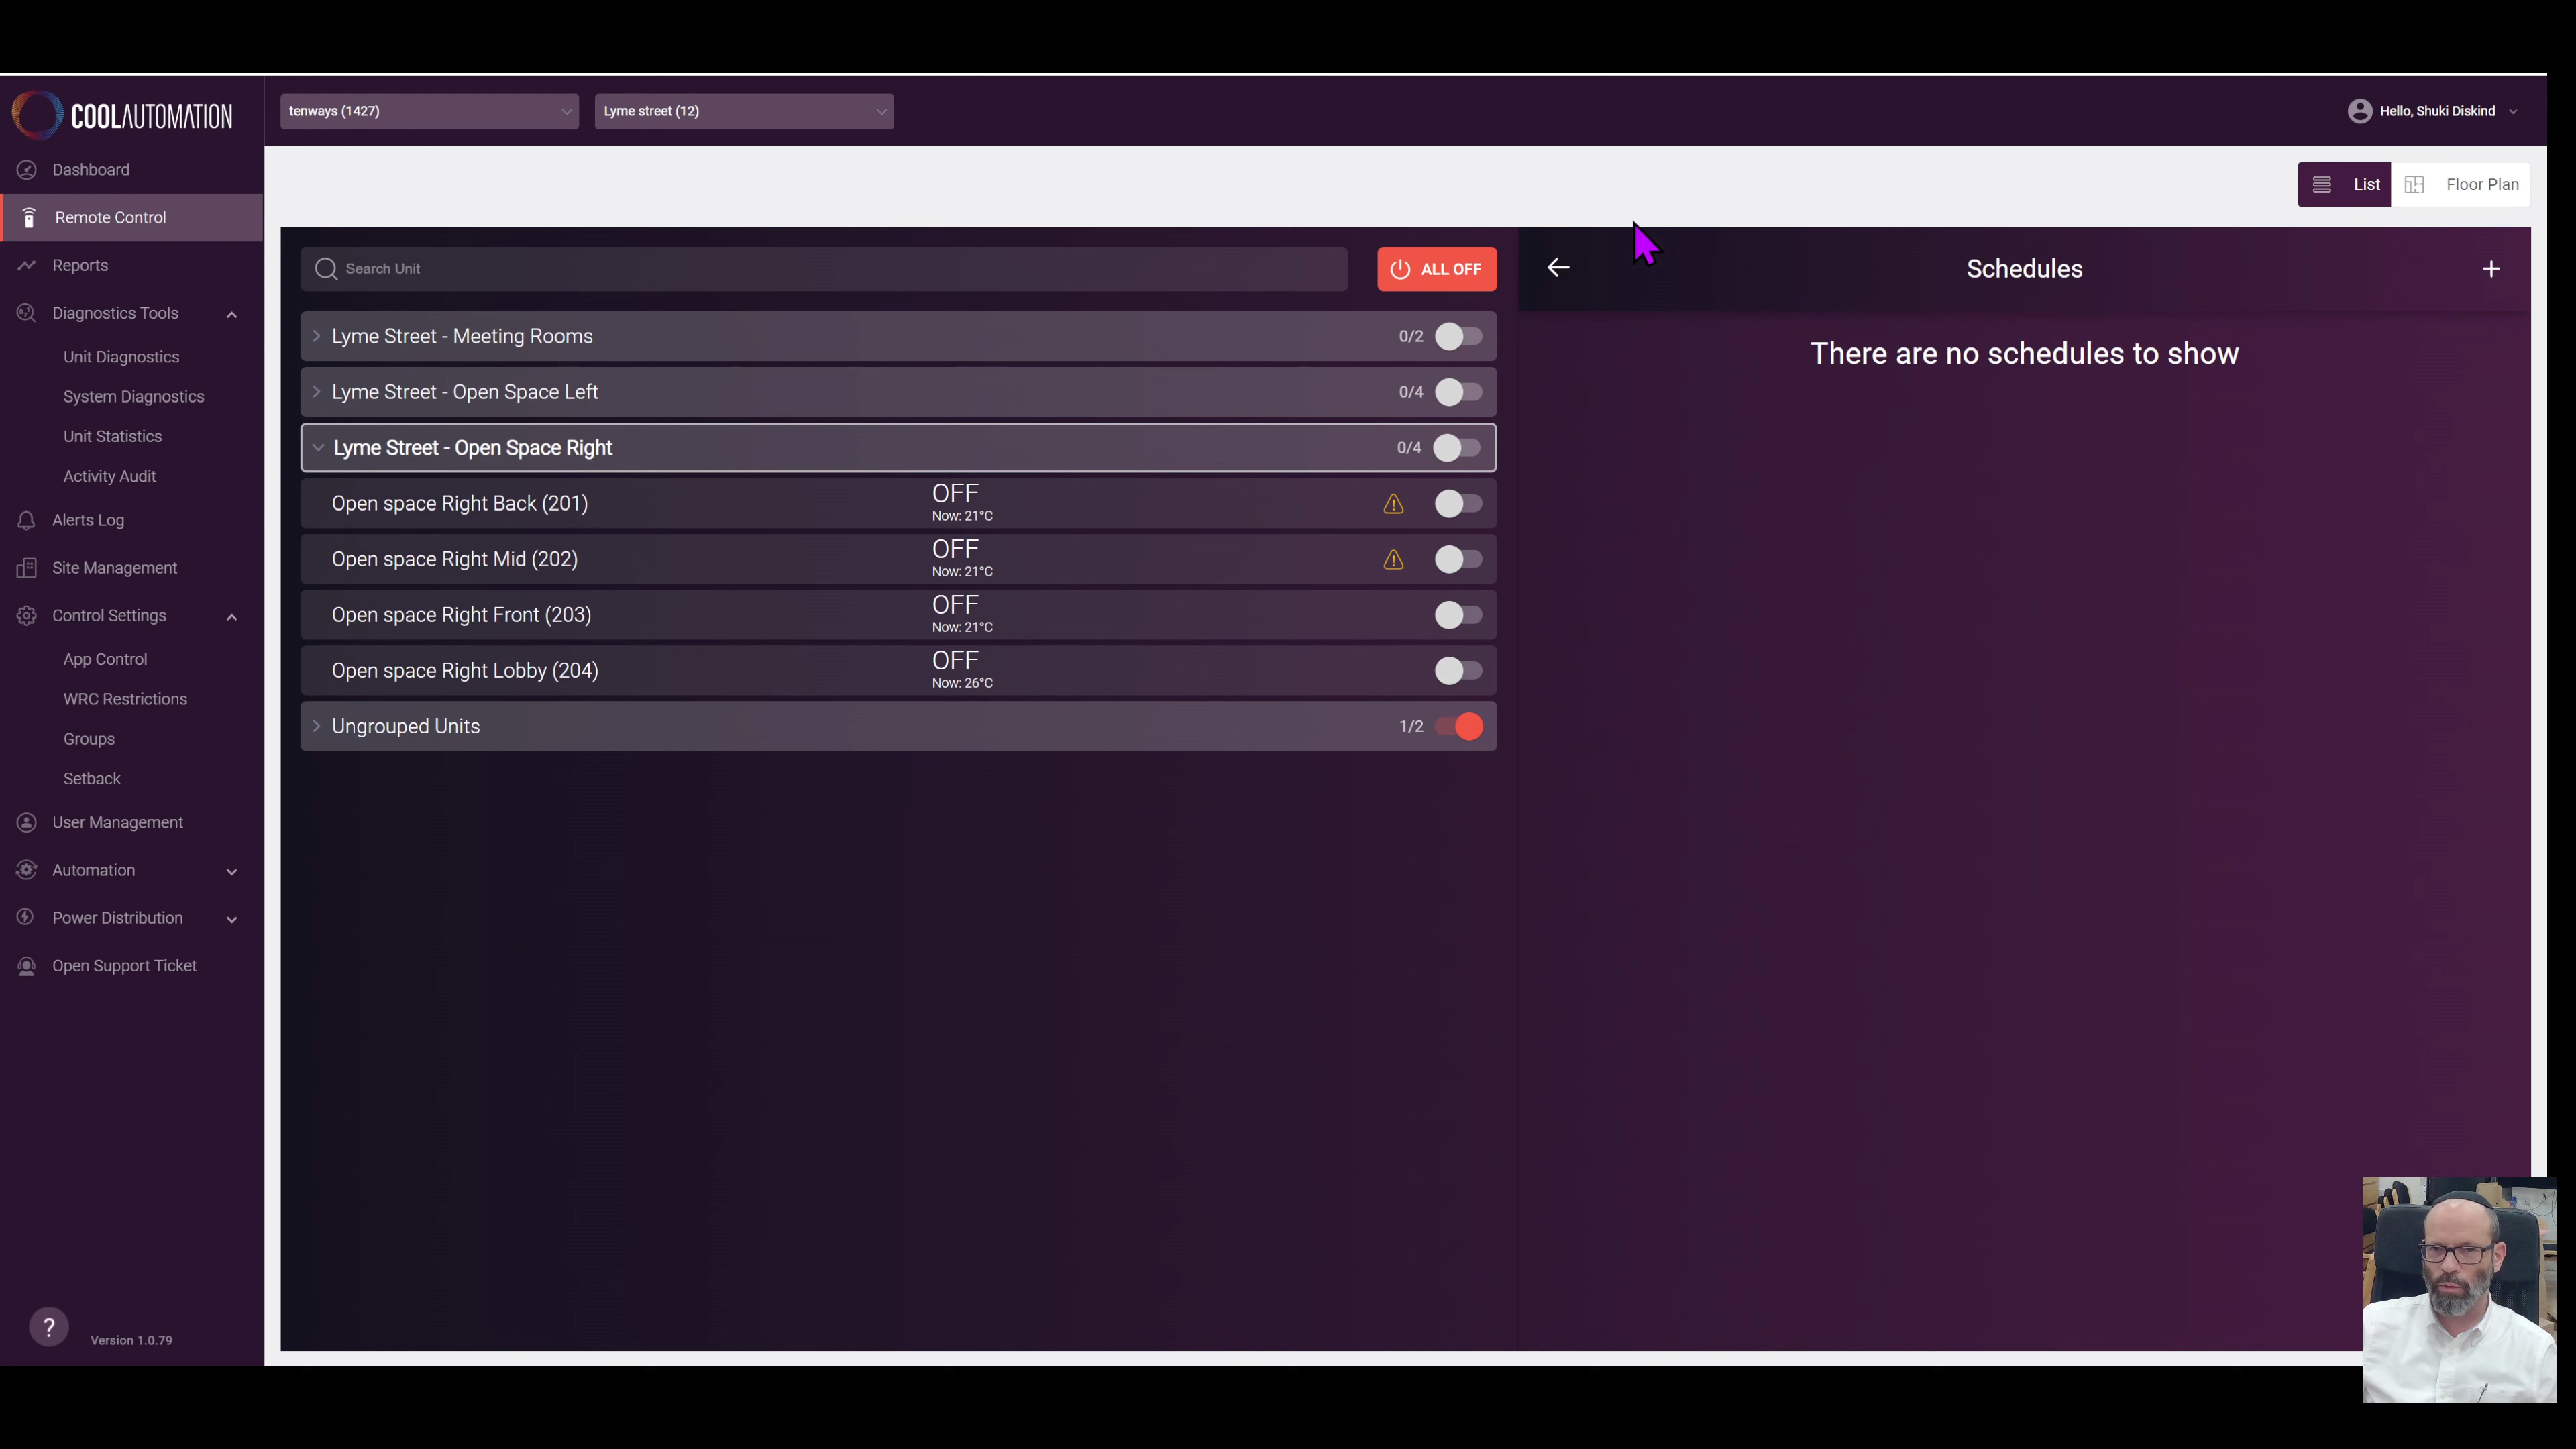 COOLAUTOMATION
tenways (1427)
Lyme street (12)
Hello, Shuki Diskind
Dashboard
Remote Control
Reports
Diagnostics Tools
Unit Diagnostics
System Diagnostics
Unit Statistics
Activity Audit
Alerts Log
Site Management
Control Settings
App Control
WRC Restrictions
Groups
Setback
User Management
Automation
Power Distribution
Open Support Ticket
?
Version 1.0.79
List
Floor Plan
Search Unit
ALL OFF
Lyme Street - Meeting Rooms 0/2
Lyme Street - Open Space Left 0/4
Lyme Street - Open Space Right 0/4
Open space Right Back (201) OFF
Now: 21°C
Open space Right Mid (202) OFF
Now: 21°C
Open space Right Front (203) OFF
Now: 21°C
Open space Right Lobby (204) OFF
Now: 26°C
Ungrouped Units 1/2
Schedules
There are no schedules to show